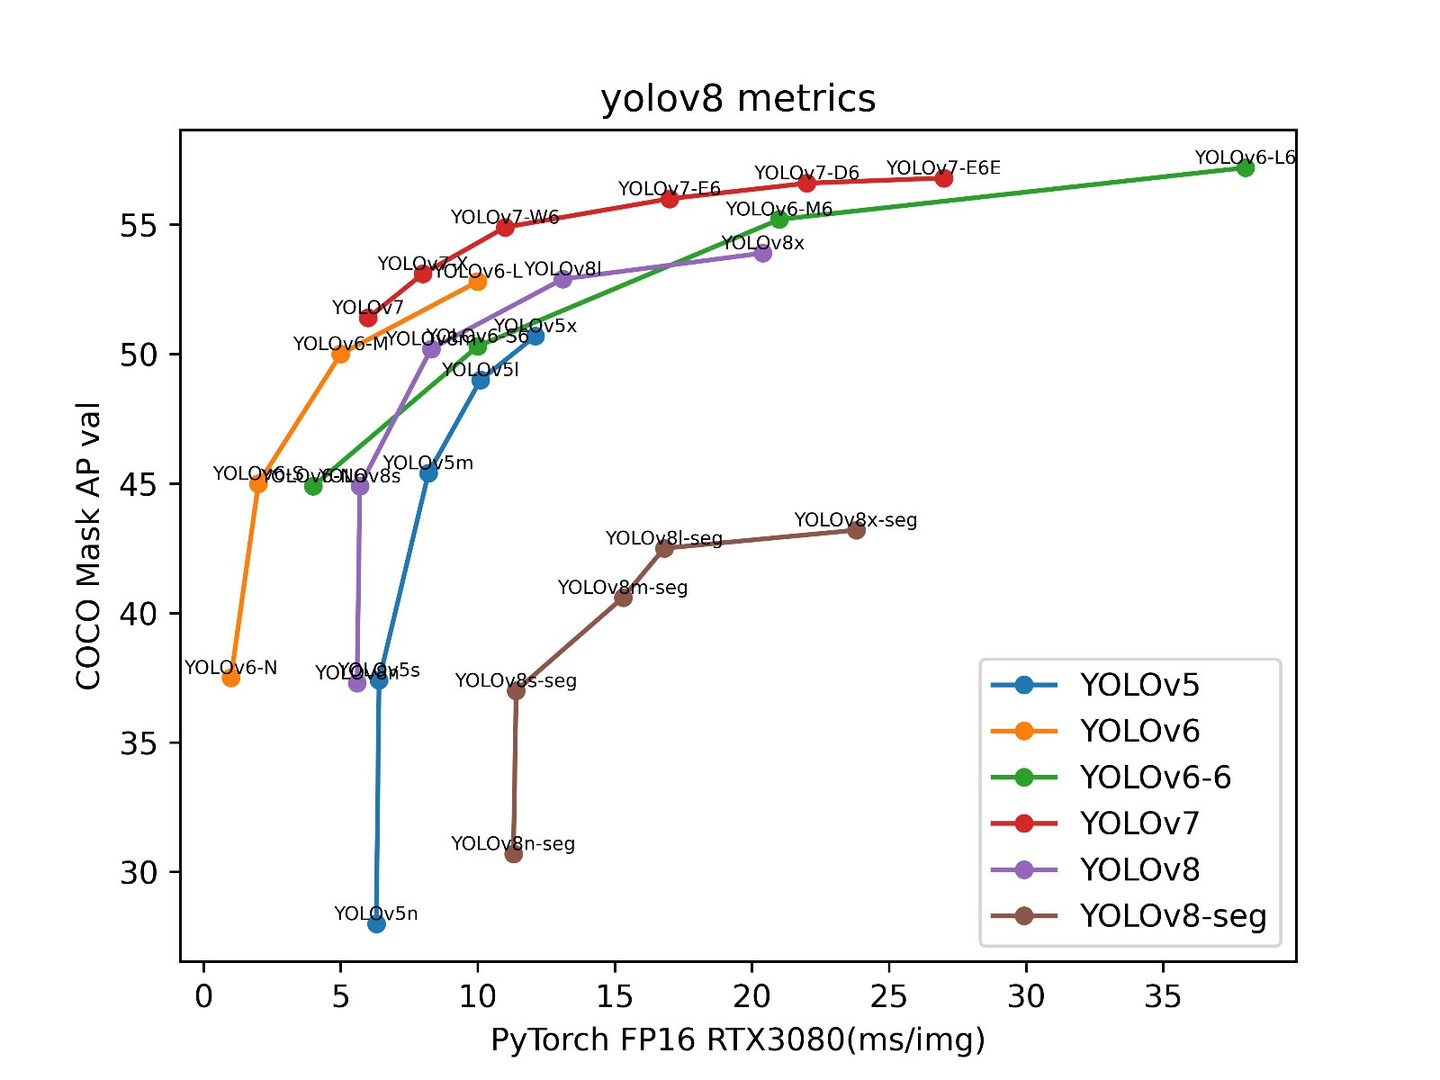 yolov8 metrics
YOLOv6-L6
YOLOv7-E6E
YOLOv7-D6
YOLOv7-E6
YOLOv6-M6
YOLOv7-W6
YOLOv8x
YOLOv7-X
YOLOv6-L
YOLOv8l
YOLOv7
YOLOv5x
YOLOv6-M
YOLOv8m
YOLOv6-S6
YOLOv5l
YOLOv5m
YOLOv6-S
YOLOv8s
YOLOv8x-seg
YOLOv8l-seg
YOLOv8m-seg
YOLOv6-N
YOLOv8n
YOLOv5s
YOLOv8s-seg
YOLOv8n-seg
YOLOv5n
55
50
45
40
35
30
COCO Mask AP val
0 5 10 15 20 25 30 35
PyTorch FP16 RTX3080(ms/img)
YOLOv5
YOLOv6
YOLOv6-6
YOLOv7
YOLOv8
YOLOv8-seg